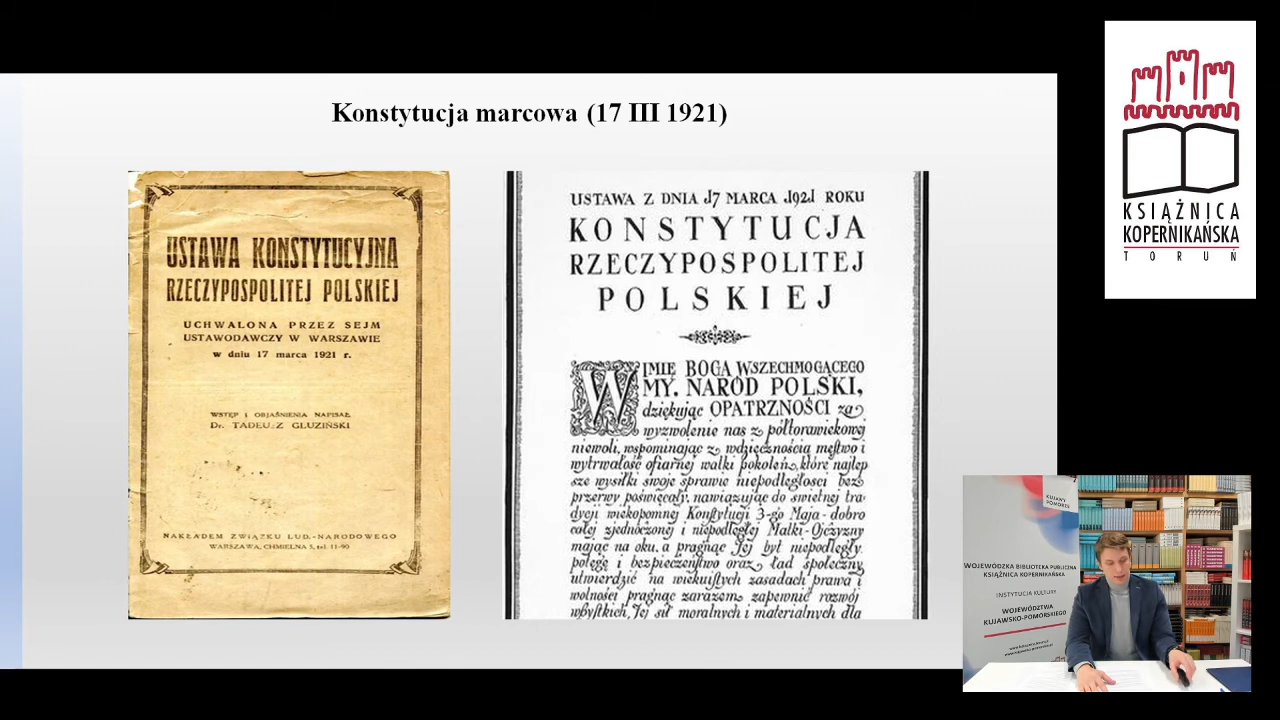 Konstytucja marcowa (17 III 1921)
USTAWA KONSTYTUCYJNA
RZECZYPOSPOLITEJ POLSKIEJ
UCHWALONA PRZEZ SEJM
USTAWODAWCZY W WARSZAWIE
w dniu 17 marca 1921 r.
WSTĘP I OBJAŚNIENIA NAPISAŁ
Dr. TADEUSZ GLUZIŃSKI
NAKŁADEM ZWIĄZKU LUD.-NARODOWEGO
WARSZAWA, CHMIELNA 5, tel. 11-90
USTAWA Z DNIA 17 MARCA 1921 ROKU
KONSTYTUCJA
RZECZYPOSPOLITEJ
POLSKIEJ
W IMIĘ BOGA WSZECHMOGĄCEGO
MY, NARÓD POLSKI,
dziękując OPATRZNOŚCI za
wyzwolenie nas z półtorawiekowej
niewoli, wspominając z wdzięcznością męstwo i
wytrwałość ofiarnej walki pokoleń, które najlep
sze wysiłki swoje sprawie niepodległości bez
przerwy poświęcały, nawiązując do świetnej tra-
dycji wiekopomnej Konstytucji 3-go Maja - dobro
całej zjednoczonej i niepodległej Matki-Ojczyzny
mając na oku, a pragnąc Jej byt niepodległy,
potęgę i bezpieczeństwo oraz ład społeczny
utwierdzić na wiekuistych zasadach prawa i
wolności pragnąc zarazem zapewnić rozwój
wszystkich Jej sił moralnych i materialnych dla
KSIĄŻNICA
KOPERNIKAŃSKA
TORUŃ
KUJAWY
POMORZE
WOJEWÓDZKA BIBLIOTEKA PUBLICZNA
KSIĄŻNICA KOPERNIKAŃSKA
INSTYTUCJA KULTURY
WOJEWÓDZTWA
KUJAWSKO-POMORSKIEGO